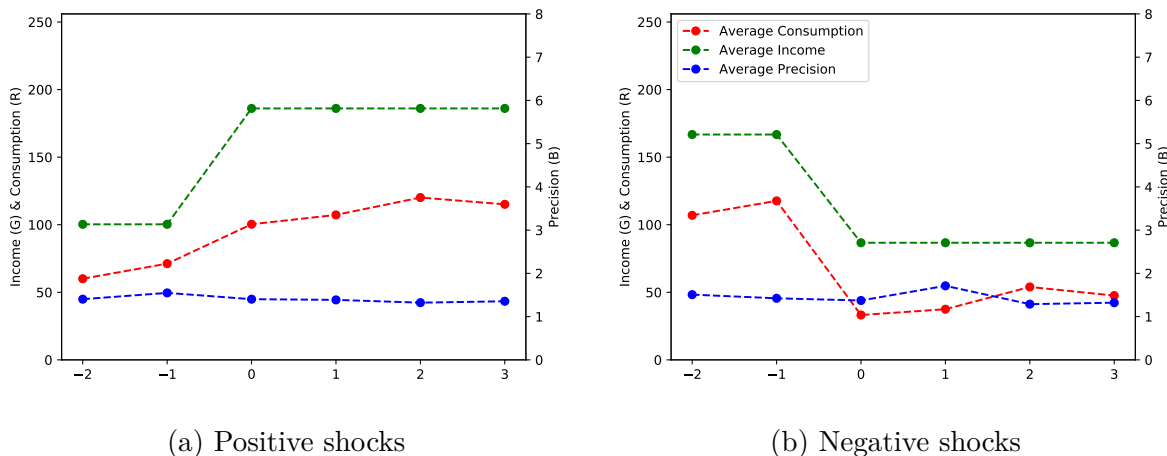 250
200
150
100
50
0
Income (G) & Consumption (R)
8
7
6
5
4
3
2
1
0
Precision (B)
−2 −1 0 1 2 3
(a) Positive shocks
250
200
150
100
50
0
Income (G) & Consumption (R)
Average Consumption
Average Income
Average Precision
8
7
6
5
4
3
2
1
0
Precision (B)
−2 −1 0 1 2 3
(b) Negative shocks